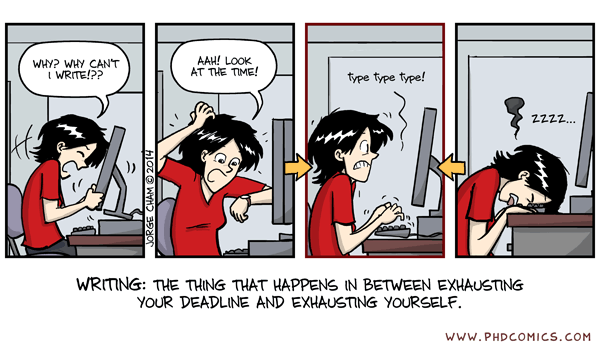 WHY? WHY CAN'T
I WRITE!??
AAH! LOOK
AT THE TIME!
type type type!
ZZZZ...
JORGE CHAM © 2014
WRITING: THE THING THAT HAPPENS IN BETWEEN EXHAUSTING
YOUR DEADLINE AND EXHAUSTING YOURSELF.
WWW.PHDCOMICS.COM